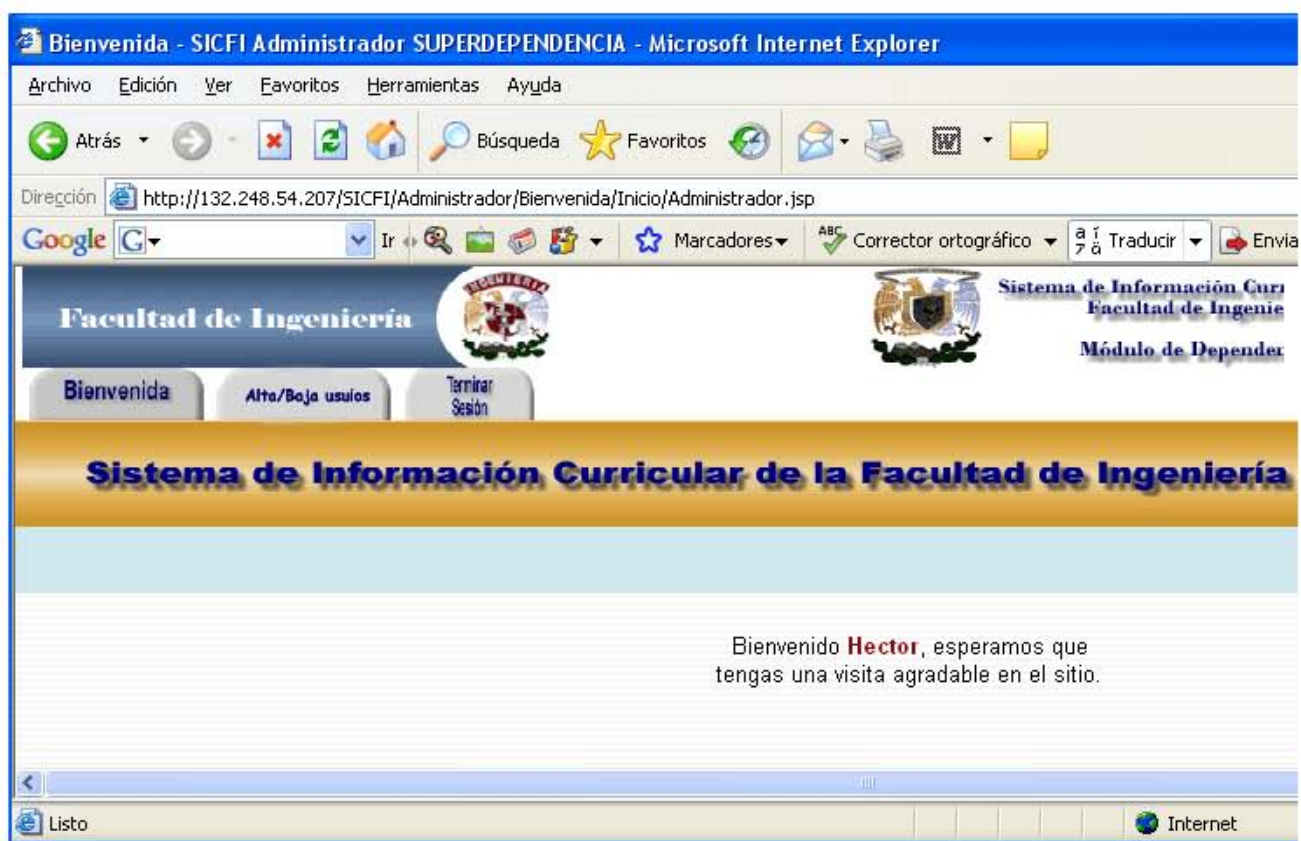 Bienvenida - SICFI Administrador SUPERDEPENDENCIA - Microsoft Internet Explorer
Archivo Edición Ver Favoritos Herramientas Ayuda
Atrás Búsqueda Favoritos W
Dirección http://132.248.54.207/SICFI/Administrador/Bienvenida/Inicio/Administrador.jsp
Google G Ir Marcadores ABC Corrector ortográfico Traducir Envia
Facultad de Ingeniería
INGENIERIA
Sistema de Información Curr
Facultad de Ingenie
Módulo de Depender
Bienvenida Alta/Baja usuios Terminar
Sesión
Sistema de Información Curricular de la Facultad de Ingeniería
Bienvenido Hector, esperamos que
tengas una visita agradable en el sitio.
Listo Internet